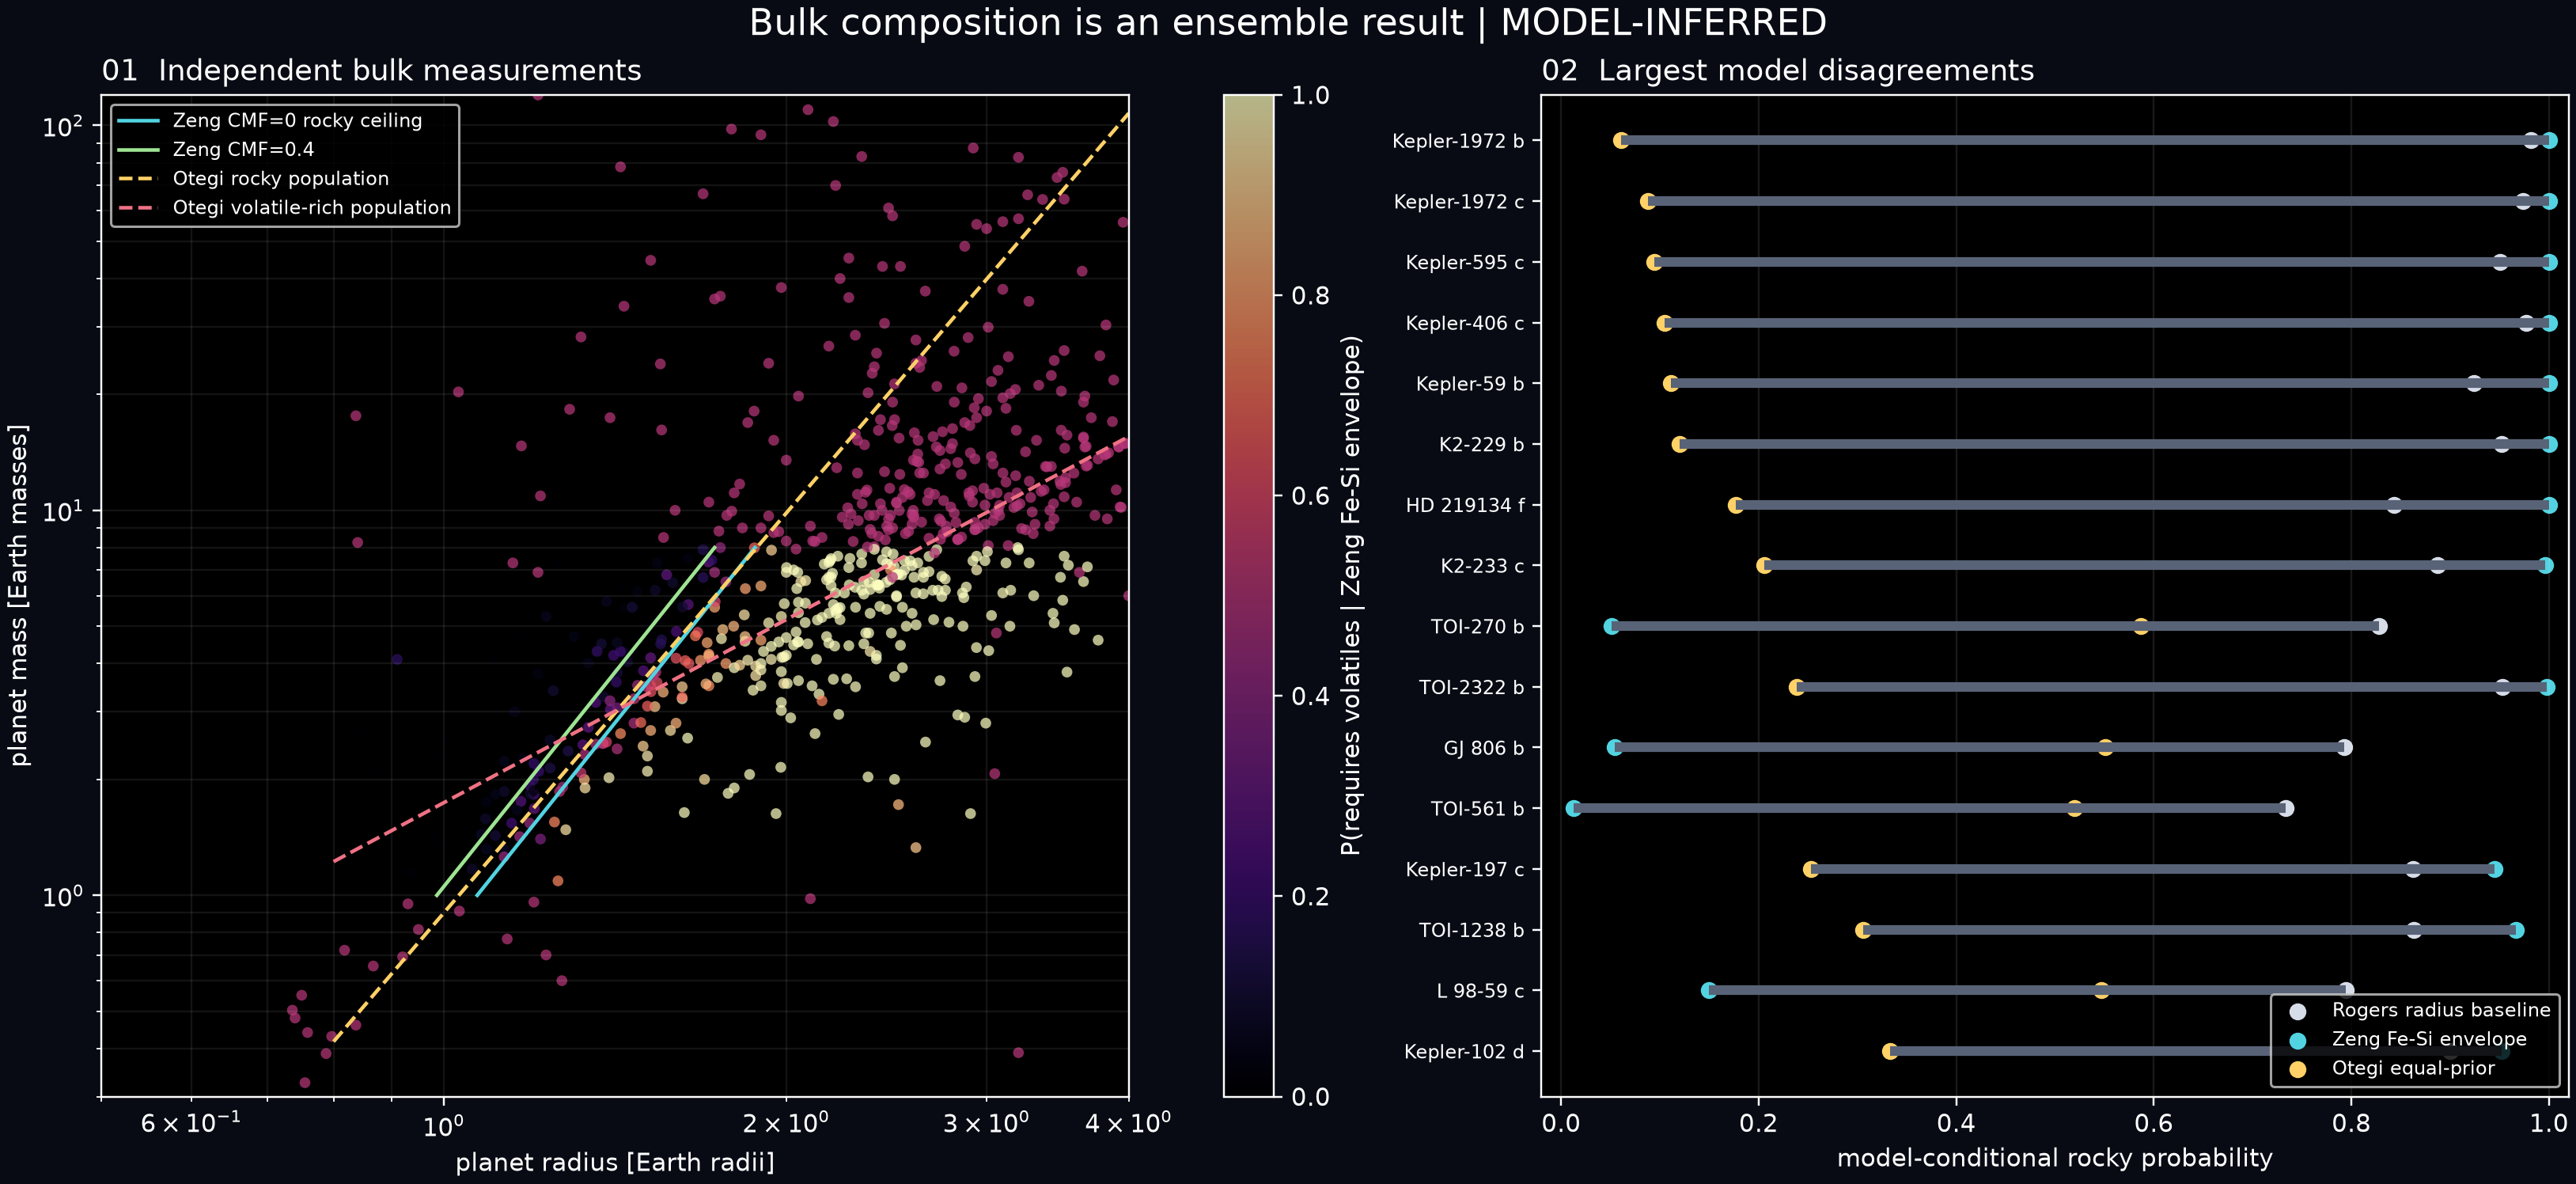 Bulk composition is an ensemble result | MODEL-INFERRED
01 Independent bulk measurements
Zeng CMF=0 rocky ceiling
Zeng CMF=0.4
Otegi rocky population
Otegi volatile-rich population
planet mass [Earth masses]
10²
10¹
10⁰
6 × 10⁻¹
10⁰
2 × 10⁰
3 × 10⁰
4 × 10⁰
planet radius [Earth radii]
1.0
0.8
0.6
0.4
0.2
0.0
P(requires volatiles | Zeng Fe-Si envelope)
02 Largest model disagreements
Kepler-1972 b
Kepler-1972 c
Kepler-595 c
Kepler-406 c
Kepler-59 b
K2-229 b
HD 219134 f
K2-233 c
TOI-270 b
TOI-2322 b
GJ 806 b
TOI-561 b
Kepler-197 c
TOI-1238 b
L 98-59 c
Kepler-102 d
Rogers radius baseline
Zeng Fe-Si envelope
Otegi equal-prior
0.0
0.2
0.4
0.6
0.8
1.0
model-conditional rocky probability